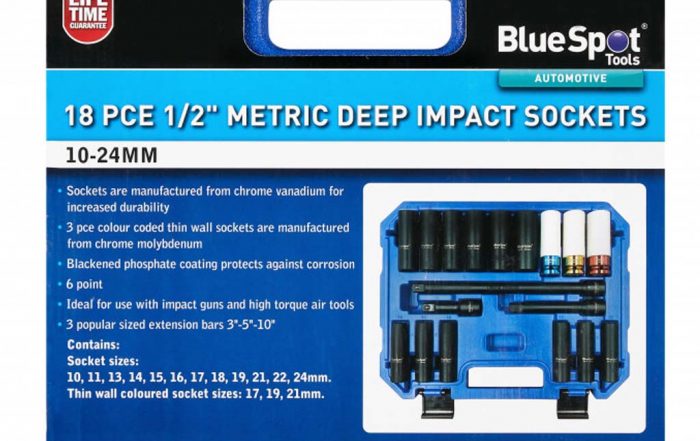 LIFE
TIME
GUARANTEE
BlueSpot®
Tools
AUTOMOTIVE
18 PCE 1/2" METRIC DEEP IMPACT SOCKETS
10-24MM
• Sockets are manufactured from chrome vanadium for
increased durability
• 3 pce colour coded thin wall sockets are manufactured
from chrome molybdenum
• Blackened phosphate coating protects against corrosion
• 6 point
• Ideal for use with impact guns and high torque air tools
• 3 popular sized extension bars 3"-5"-10"
Contains:
Socket sizes:
10, 11, 13, 14, 15, 16, 17, 18, 19, 21, 22, 24mm.
Thin wall coloured socket sizes: 17, 19, 21mm.